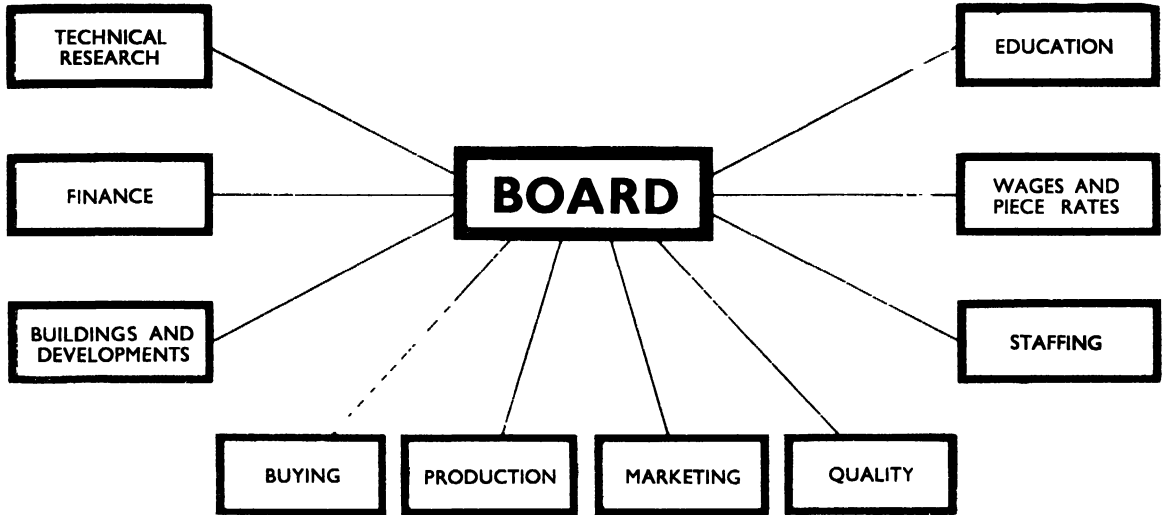 TECHNICAL
RESEARCH
EDUCATION
BOARD
FINANCE
WAGES AND
PIECE RATES
BUILDINGS AND
DEVELOPMENTS
STAFFING
BUYING
PRODUCTION
MARKETING
QUALITY